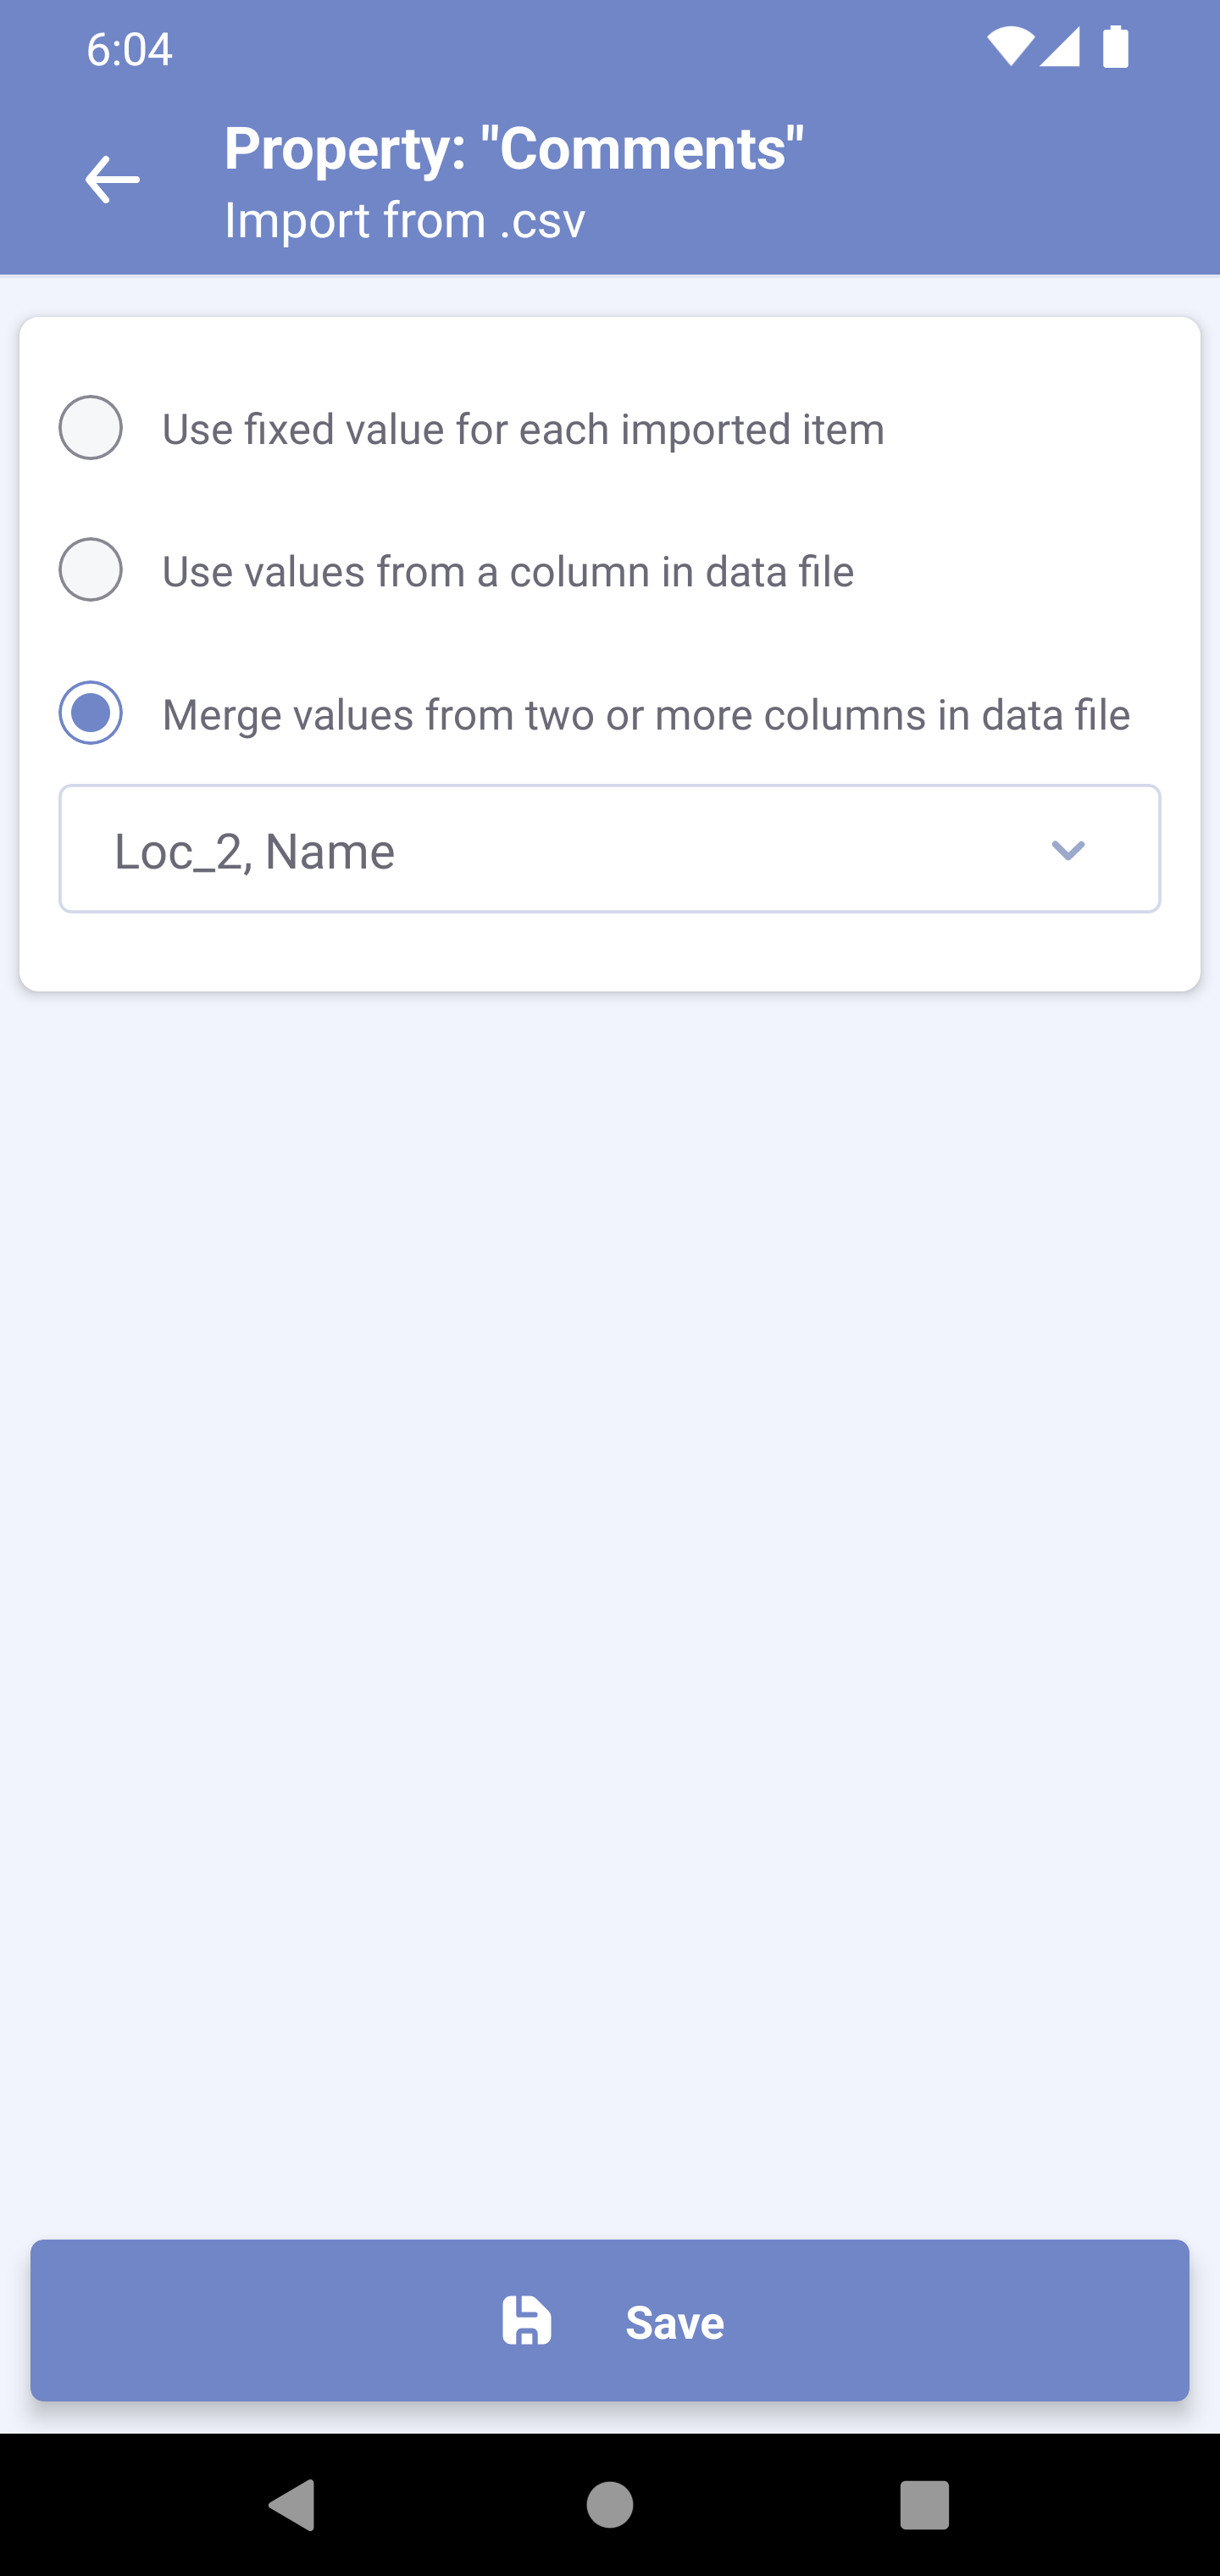 6:04
Property: "Comments"
Import from .csv
Use fixed value for each imported item
Use values from a column in data file
Merge values from two or more columns in data file
Loc_2, Name
Save